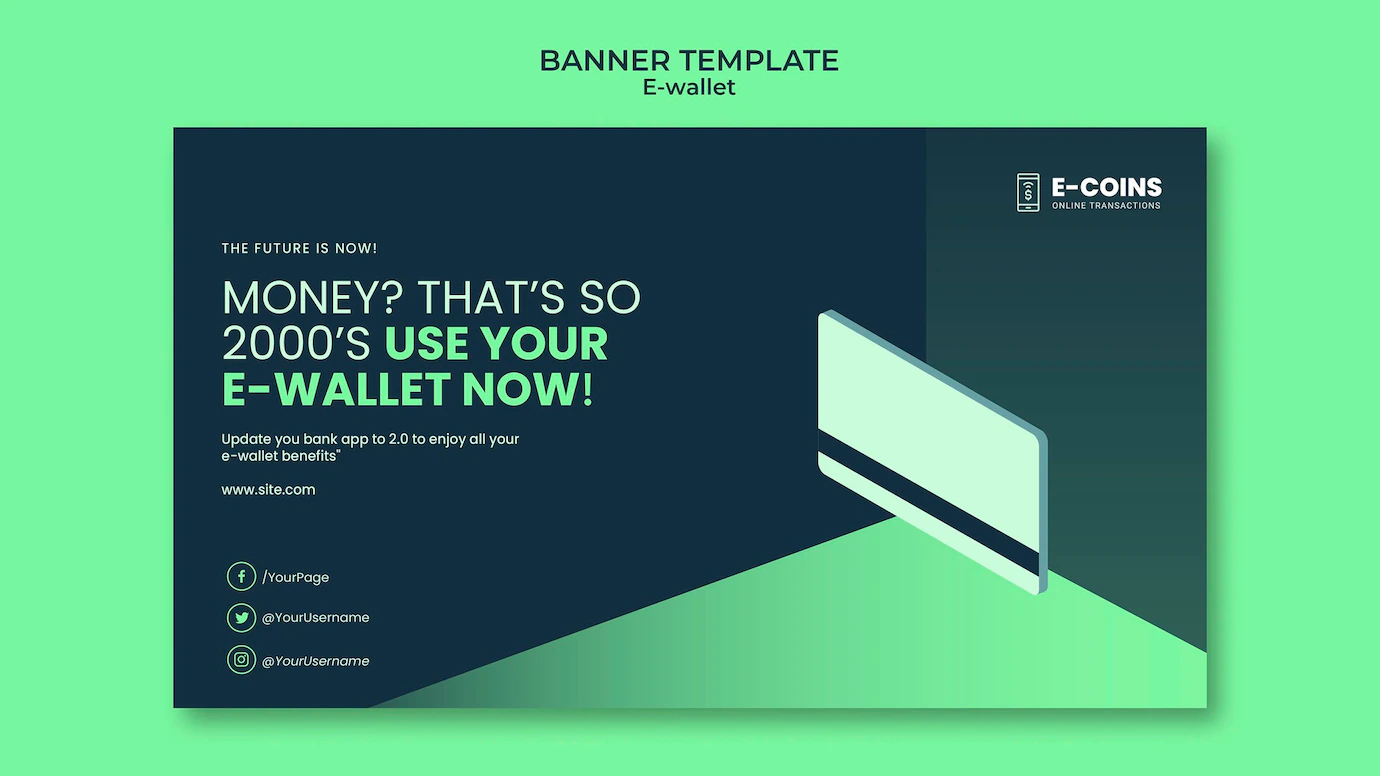 BANNER TEMPLATE
E-wallet
E-COINS
ONLINE TRANSACTIONS
THE FUTURE IS NOW!
MONEY? THAT'S SO
2000'S USE YOUR
E-WALLET NOW!
Update you bank app to 2.0 to enjoy all your
e-wallet benefits"
www.site.com
/YourPage
@YourUsername
@YourUsername